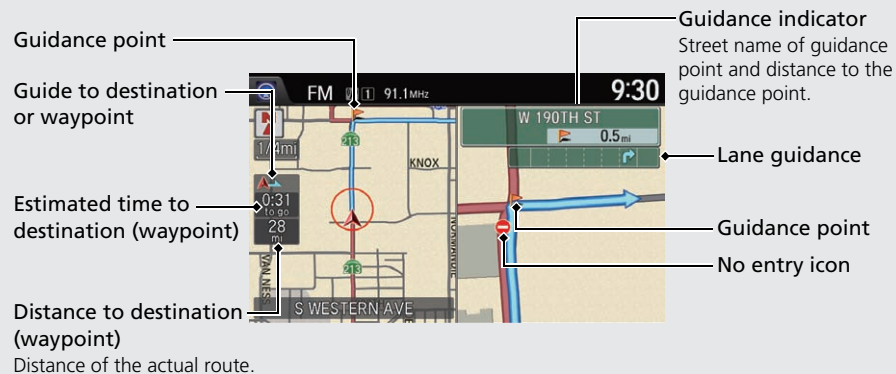 Guidance point
Guide to destination
or waypoint
Estimated time to
destination (waypoint)
Distance to destination
(waypoint)
Distance of the actual route.
FM 1 91.1MHz
9:30
1/4mi
213
KNOX
0:31
to go
28
mi
213
VAN NESS
NORMANDIE
S WESTERN AVE
W 190TH ST
0.5mi
Guidance indicator
Street name of guidance
point and distance to the
guidance point.
Lane guidance
Guidance point
No entry icon